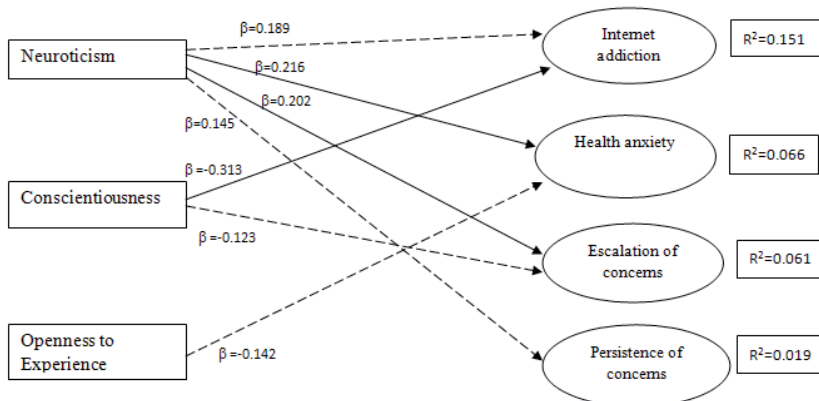 β=0.189
Internet
addiction
R²=0.151
Neuroticism
β=0.216
β=0.202
β=0.145
Health anxiety
R²=0.066
β=-0.313
Conscientiousness
β =-0.123
Escalation of
concems
R²=0.061
Openness to
Experience
β =-0.142
Persistence of
concems
R²=0.019